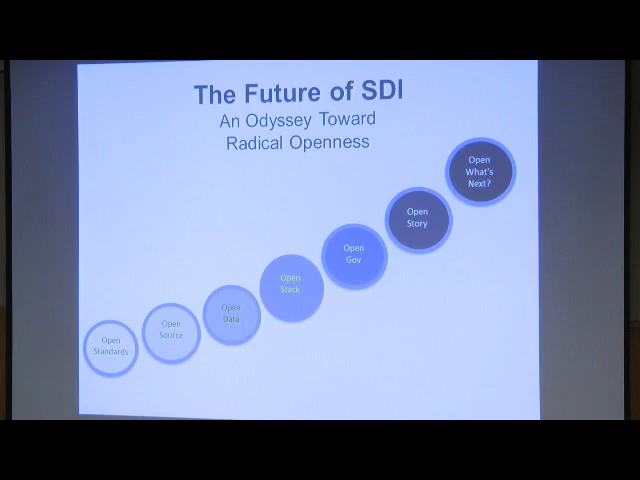 The Future of SDI
An Odyssey Toward
Radical Openness
Open
What's
Next?
Open
Story
Open
Gov
Open
Stack
Open
Data
Open
Source
Open
Standards